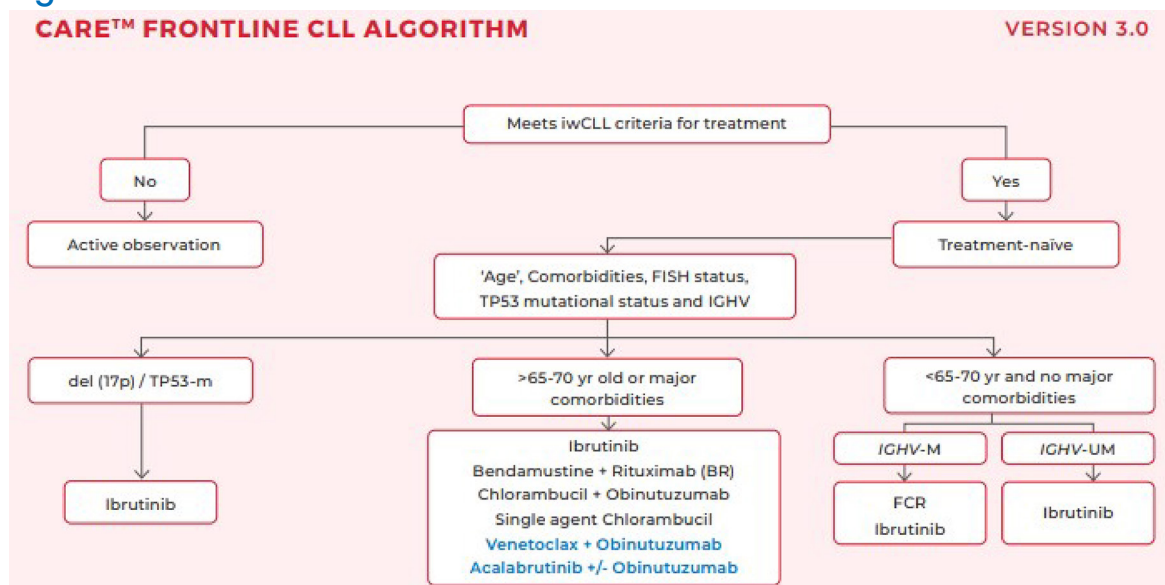 CARE™ FRONTLINE CLL ALGORITHM
VERSION 3.0
Meets iwCLL criteria for treatment
No
Yes
Active observation
Treatment-naïve
'Age', Comorbidities, FISH status,
TP53 mutational status and IGHV
del (17p) / TP53-m
>65-70 yr old or major
comorbidities
<65-70 yr and no major
comorbidities
IGHV-M
IGHV-UM
Ibrutinib
Ibrutinib
Bendamustine + Rituximab (BR)
Chlorambucil + Obinutuzumab
Single agent Chlorambucil
Venetoclax + Obinutuzumab
Acalabrutinib +/- Obinutuzumab
FCR
Ibrutinib
Ibrutinib